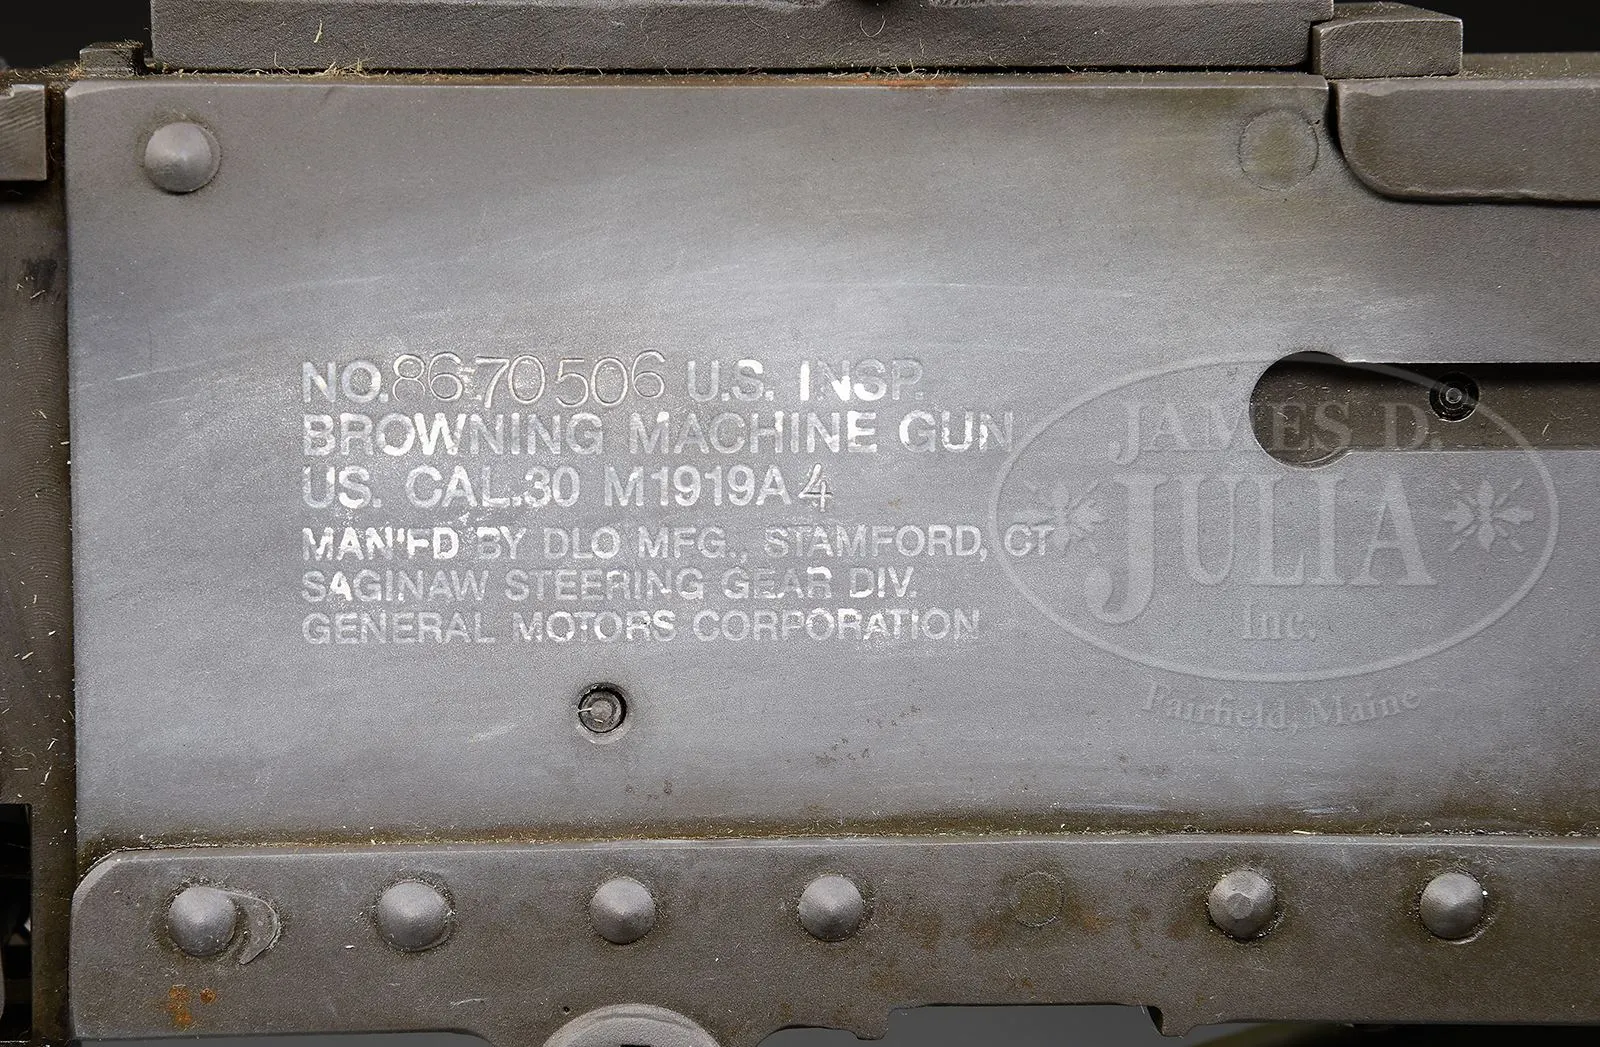 NO.8670506 U.S. INSP.
BROWNING MACHINE GUN
US. CAL.30 M1919A4
MAN'FD BY DLO MFG., STAMFORD, CT
SAGINAW STEERING GEAR DIV.
GENERAL MOTORS CORPORATION
JAMES D.
JULIA
Inc.
Fairfield, Maine